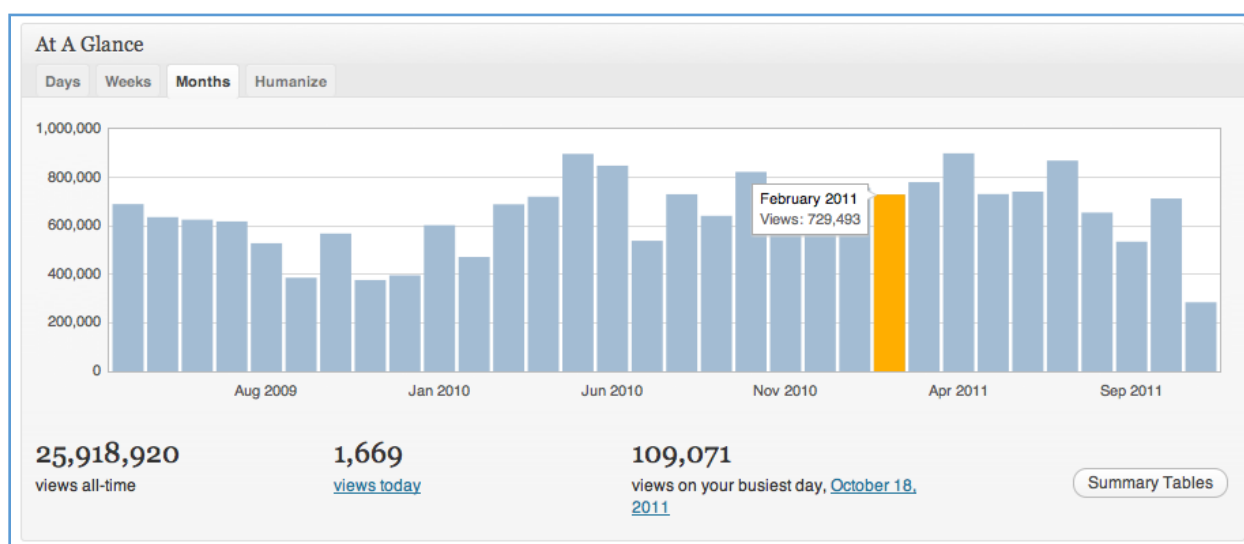 At A Glance
Days Weeks Months Humanize
1,000,000
800,000
600,000
400,000
200,000
0
February 2011
Views: 729,493
Aug 2009 Jan 2010 Jun 2010 Nov 2010 Apr 2011 Sep 2011
25,918,920
views all-time
1,669
views today
109,071
views on your busiest day, October 18,
2011
Summary Tables